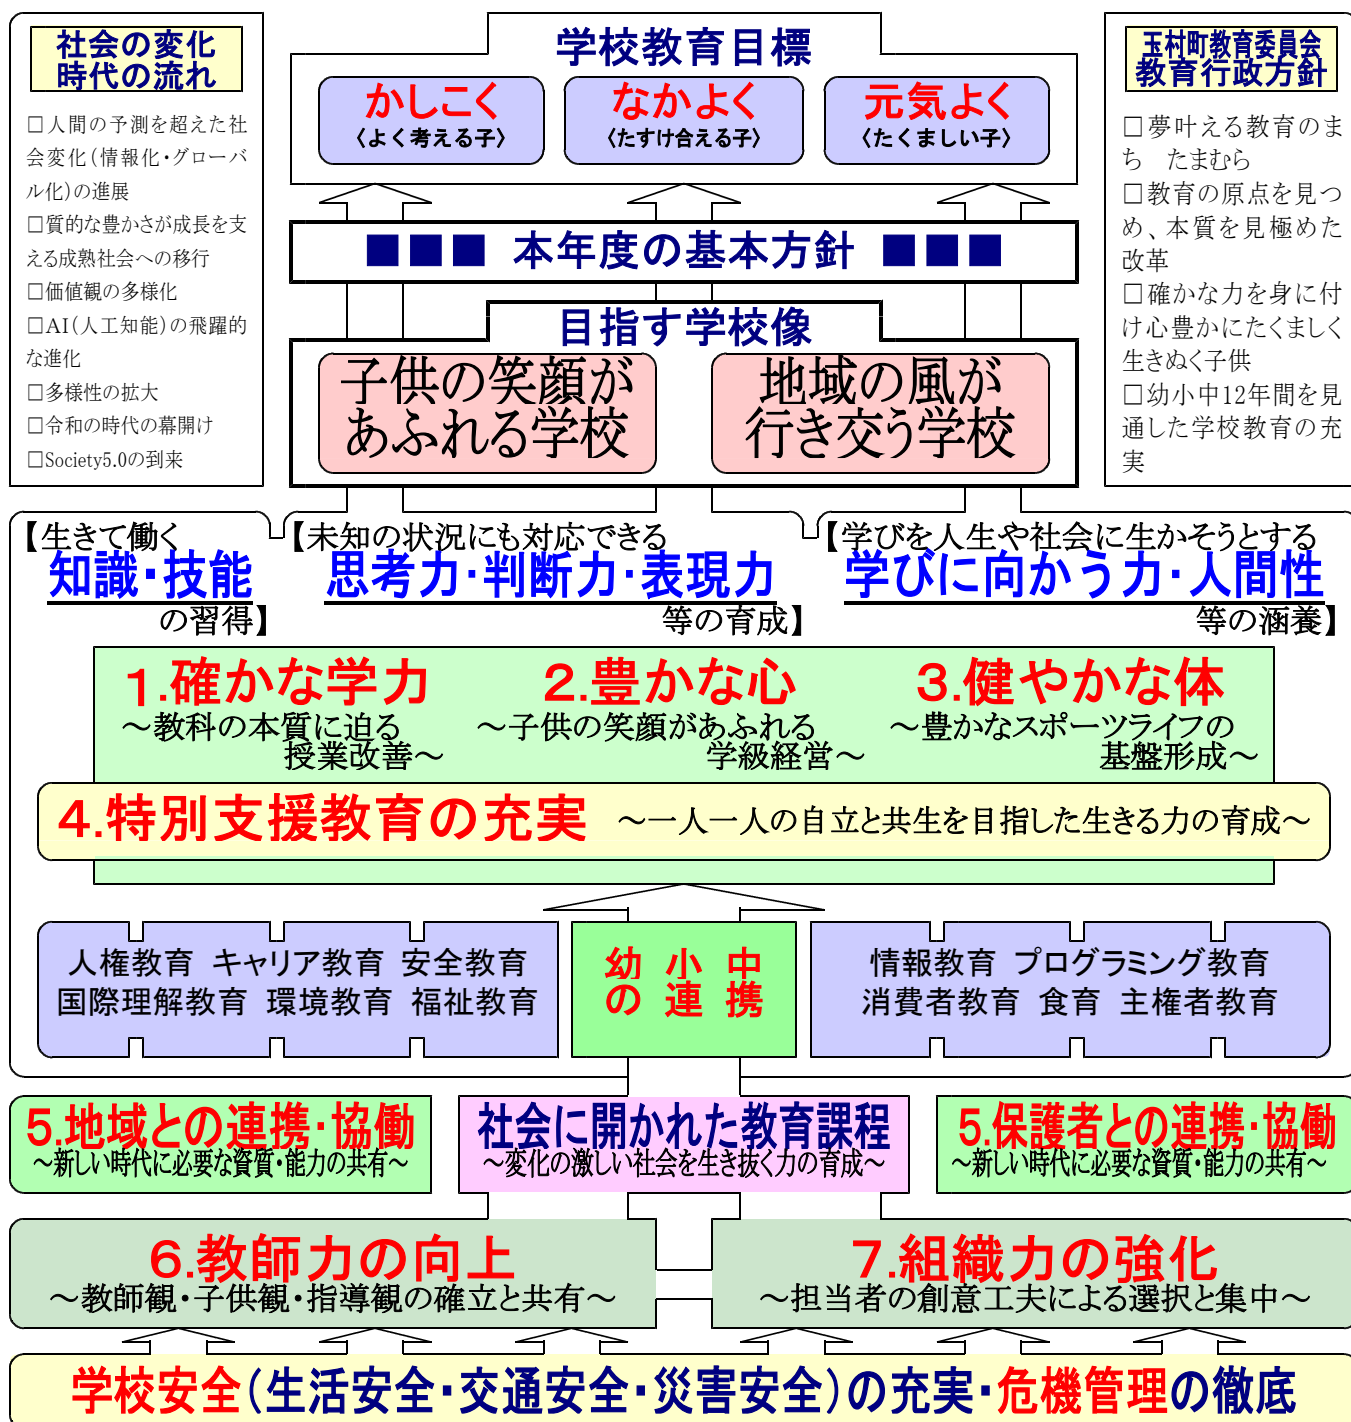 社会の変化
時代の流れ
□人間の予測を超えた社
会変化(情報化・グローバ
ル化)の進展
□質的な豊かさが成長を支
える成熟社会への移行
□価値観の多様化
□AI(人工知能)の飛躍的
な進化
□多様性の拡大
□令和の時代の幕開け
□Society5.0の到来
学校教育目標
かしこく
〈よく考える子〉
なかよく
〈たすけ合える子〉
元気よく
〈たくましい子〉
■■■ 本年度の基本方針 ■■■
目指す学校像
子供の笑顔が
あふれる学校
地域の風が
行き交う学校
玉村町教育委員会
教育行政方針
□夢叶える教育のま
ち たまむら
□教育の原点を見つ
め、本質を見極めた
改革
□確かな力を身に付
け心豊かにたくましく
生きぬく子供
□幼小中12年間を見
通した学校教育の充
実
【生きて働く
知識・技能
の習得】
【未知の状況にも対応できる
思考力・判断力・表現力
等の育成】
【学びを人生や社会に生かそうとする
学びに向かう力・人間性
等の涵養】
1.確かな学力
～教科の本質に迫る
授業改善～
2.豊かな心
～子供の笑顔があふれる
学級経営～
3.健やかな体
～豊かなスポーツライフの
基盤形成～
4.特別支援教育の充実 ～一人一人の自立と共生を目指した生きる力の育成～
人権教育 キャリア教育 安全教育
国際理解教育 環境教育 福祉教育
幼 小 中
の 連 携
情報教育 プログラミング教育
消費者教育 食育 主権者教育
5.地域との連携・協働
～新しい時代に必要な資質・能力の共有～
社会に開かれた教育課程
～変化の激しい社会を生き抜く力の育成～
5.保護者との連携・協働
～新しい時代に必要な資質・能力の共有～
6.教師力の向上
～教師観・子供観・指導観の確立と共有～
7.組織力の強化
～担当者の創意工夫による選択と集中～
学校安全(生活安全・交通安全・災害安全)の充実・危機管理の徹底